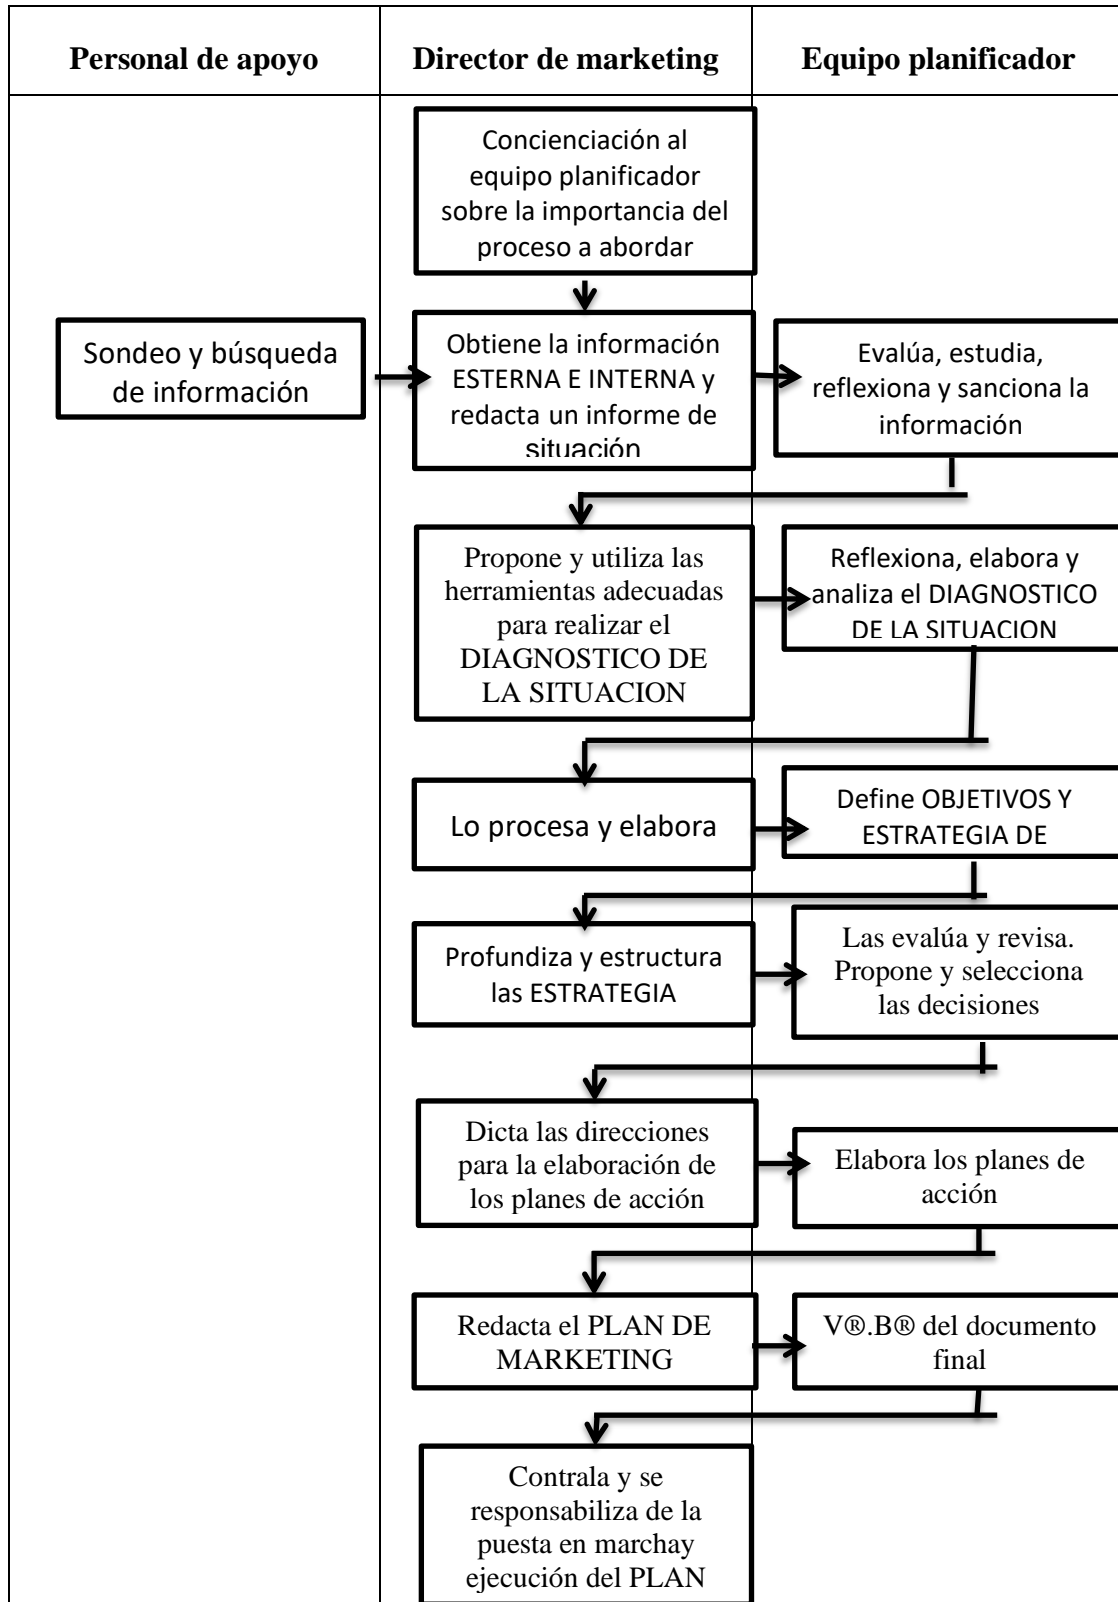 Personal de apoyo
Director de marketing
Equipo planificador
Concienciación al
equipo planificador
sobre la importancia del
proceso a abordar
Sondeo y búsqueda
de información
Obtiene la información
ESTERNA E INTERNA y
redacta un informe de
situación
Evalúa, estudia,
reflexiona y sanciona la
información
Propone y utiliza las
herramientas adecuadas
para realizar el
DIAGNOSTICO DE
LA SITUACION
Reflexiona, elabora y
analiza el DIAGNOSTICO
DE LA SITUACION
Lo procesa y elabora
Define OBJETIVOS Y
ESTRATEGIA DE
Profundiza y estructura
las ESTRATEGIA
Las evalúa y revisa.
Propone y selecciona
las decisiones
Dicta las direcciones
para la elaboración de
los planes de acción
Elabora los planes de
acción
Redacta el PLAN DE
MARKETING
V®.B® del documento
final
Contrala y se
responsabiliza de la
puesta en marchay
ejecución del PLAN